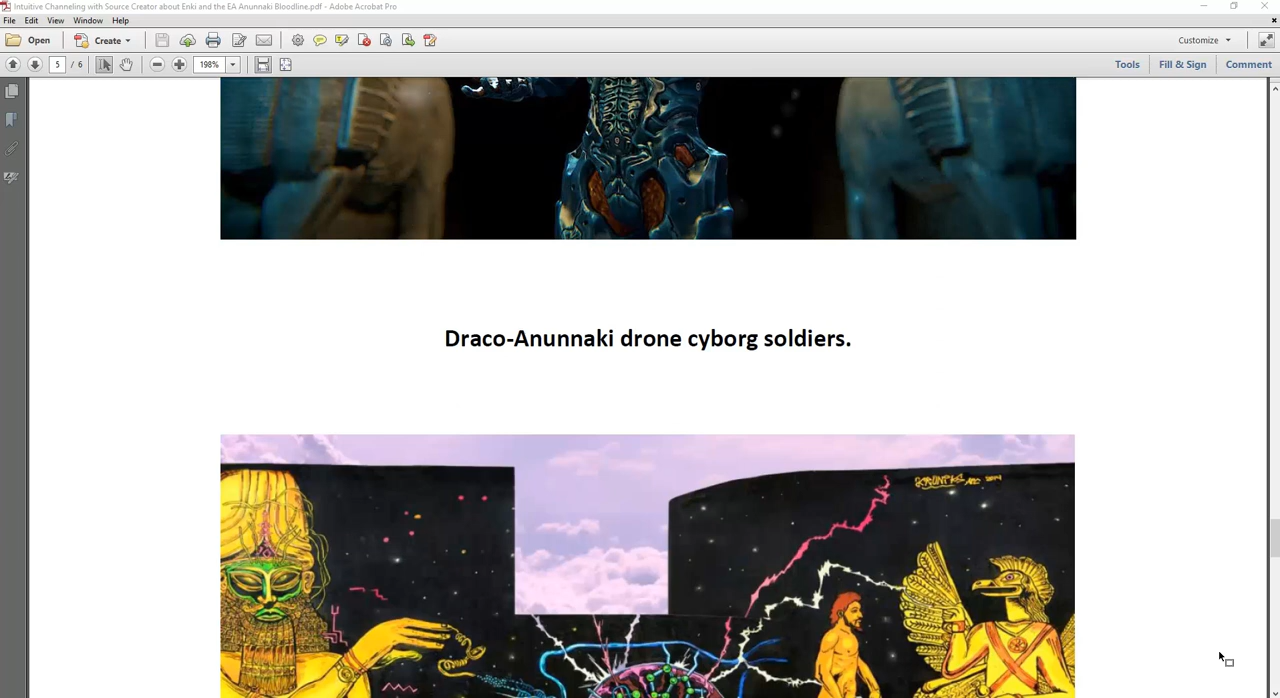 Intuitive Channeling with Source Creator about Enki and the EA Anunnaki Bloodline.pdf - Adobe Acrobat Pro
File Edit View Window Help
Open Create Customize
5 / 6 198% Tools Fill & Sign Comment
Draco-Anunnaki drone cyborg soldiers.